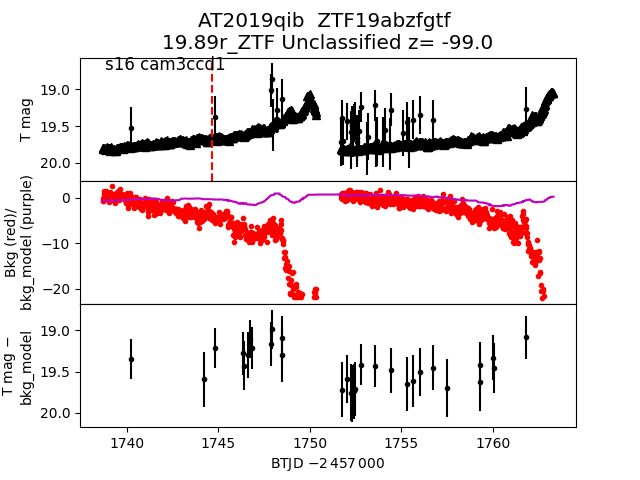 AT2019qib  ZTF19abzfgtf
19.89r_ZTF Unclassified z= -99.0
s16 cam3ccd1
T mag
19.0
19.5
20.0
Bkg (red)/
bkg_model (purple)
0
−10
−20
T mag −
bkg_model
19.0
19.5
20.0
1740
1745
1750
1755
1760
BTJD −2 457 000